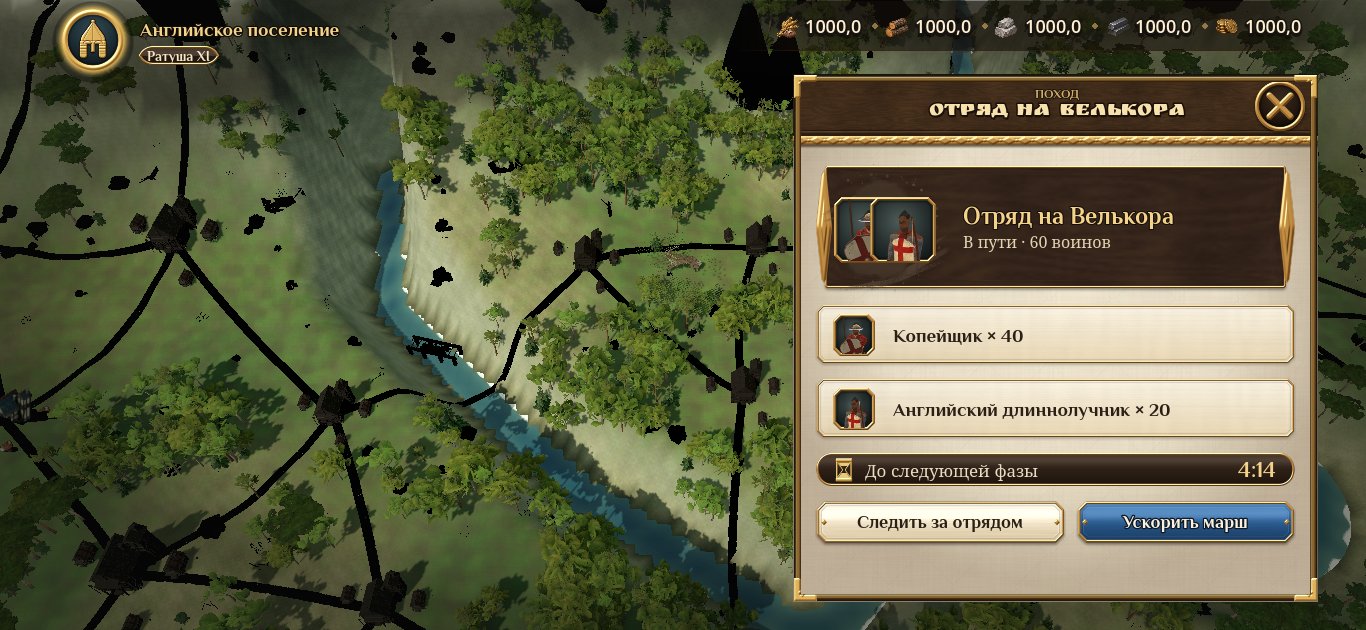 Английское поселение
Ратуша XI
1000,0
1000,0
1000,0
1000,0
1000,0
ПОХОД
ОТРЯД НА ВЕЛЬКОРА
Отряд на Велькора
В пути · 60 воинов
Копейщик × 40
Английский длиннолучник × 20
До следующей фазы
4:14
Следить за отрядом
Ускорить марш